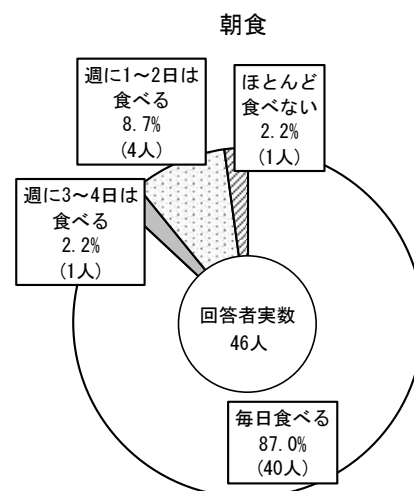 朝食
週に1～2日は
食べる
8.7%
(4人)
ほとんど
食べない
2.2%
(1人)
週に3～4日は
食べる
2.2%
(1人)
回答者実数
46人
毎日食べる
87.0%
(40人)